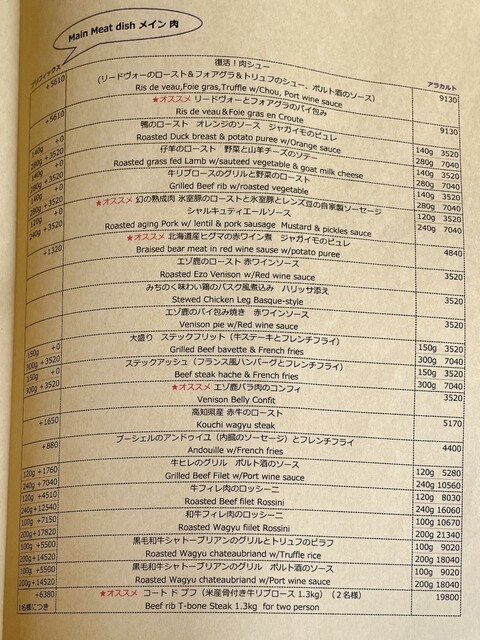 Main Meat dish メイン 肉
プリフィックス アラカルト
復活！肉シュー
+5610 (リードヴォーのロースト＆フォアグラ＆トリュフのシュー、ポルト酒のソース) 9130
Ris de veau,Foie gras,Truffle w/Chou, Port wine sauce
★オススメ リードヴォーとフォアグラのパイ包み
+5610 Ris de veau＆Foie gras en Croute 9130
鴨のロースト オレンジのソース ジャガイモのピュレ
140g +0 Roasted Duck breast & potato puree w/Orange sauce 140g 3520
280g +3520 仔羊のロースト 野菜と山羊チーズのソテー 280g 7040
140g +0 Roasted grass fed Lamb w/sauteed vegetable & goat milk cheese 140g 3520
280g +3520 牛リブロースのグリルと野菜のロースト 280g 7040
140g +0 Grilled Beef rib w/roasted vegetable 140g 3520
280g +3520 ★オススメ 幻の熟成肉 氷室豚のローストと氷室豚とレンズ豆の自家製ソーセージ 280g 7040
120g +0 シャルキュティエールソース 120g 3520
240g +3520 Roasted aging Pork w/ lentil & pork sausage Mustard & pickles sauce 240g 7040
★オススメ 北海道産ヒグマの赤ワイン煮 ジャガイモのピュレ
+1320 Braised bear meat in red wine sause w/potato puree 4840
エゾ鹿のロースト 赤ワインソース
Roasted Ezo Venison w/Red wine sauce 3520
みちのく味わい鶏のバスク風煮込み ハリッサ添え
Stewed Chicken Leg Basque-style 3520
エゾ鹿のパイ包み焼き 赤ワインソース
Venison pie w/Red wine sauce 3520
大盛り ステックフリット（牛ステーキとフレンチフライ）
150g +0 Grilled Beef bavette & French fries 150g 3520
300g +3520 ステックアッシュ（フランス風ハンバーグとフレンチフライ） 300g 7040
150g +0 Beef steak hache & French fries 150g 3520
300g +3520 ★オススメ エゾ鹿バラ肉のコンフィ 300g 7040
Venison Belly Confit 3520
高知県産 赤牛のロースト
+1650 Kouchi wagyu steak 5170
ブーシェルのアンドゥイユ（内臓のソーセージ）とフレンチフライ
+880 Andouille w/French fries 4400
牛ヒレのグリル ポルト酒のソース
120g +1760 Grilled Beef Filet w/Port wine sauce 120g 5280
240g +7040 牛フィレ肉のロッシーニ 240g 10560
120g +4510 Roasted Beef filet Rossini 120g 8030
240g +12540 和牛フィレ肉のロッシーニ 240g 16060
100g +7150 Roasted Wagyu fiilet Rossini 100g 10670
200g +17820 黒毛和牛シャトーブリアンのグリルとトリュフのピラフ 200g 21340
100g +5500 Roasted Wagyu chateaubriand w/Truffle rice 100g 9020
200g +14520 黒毛和牛シャトーブリアンのグリル ポルト酒のソース 200g 18040
100g +5500 Roasted Wagyu chateaubriand w/Port wine sauce 100g 9020
200g +14520 ★オススメ コート ド ブフ（米産骨付き牛リブロース 1.3kg）（２名様） 200g 18040
+6380 Beef rib T-bone Steak 1.3kg for two person 19800
1名様につき